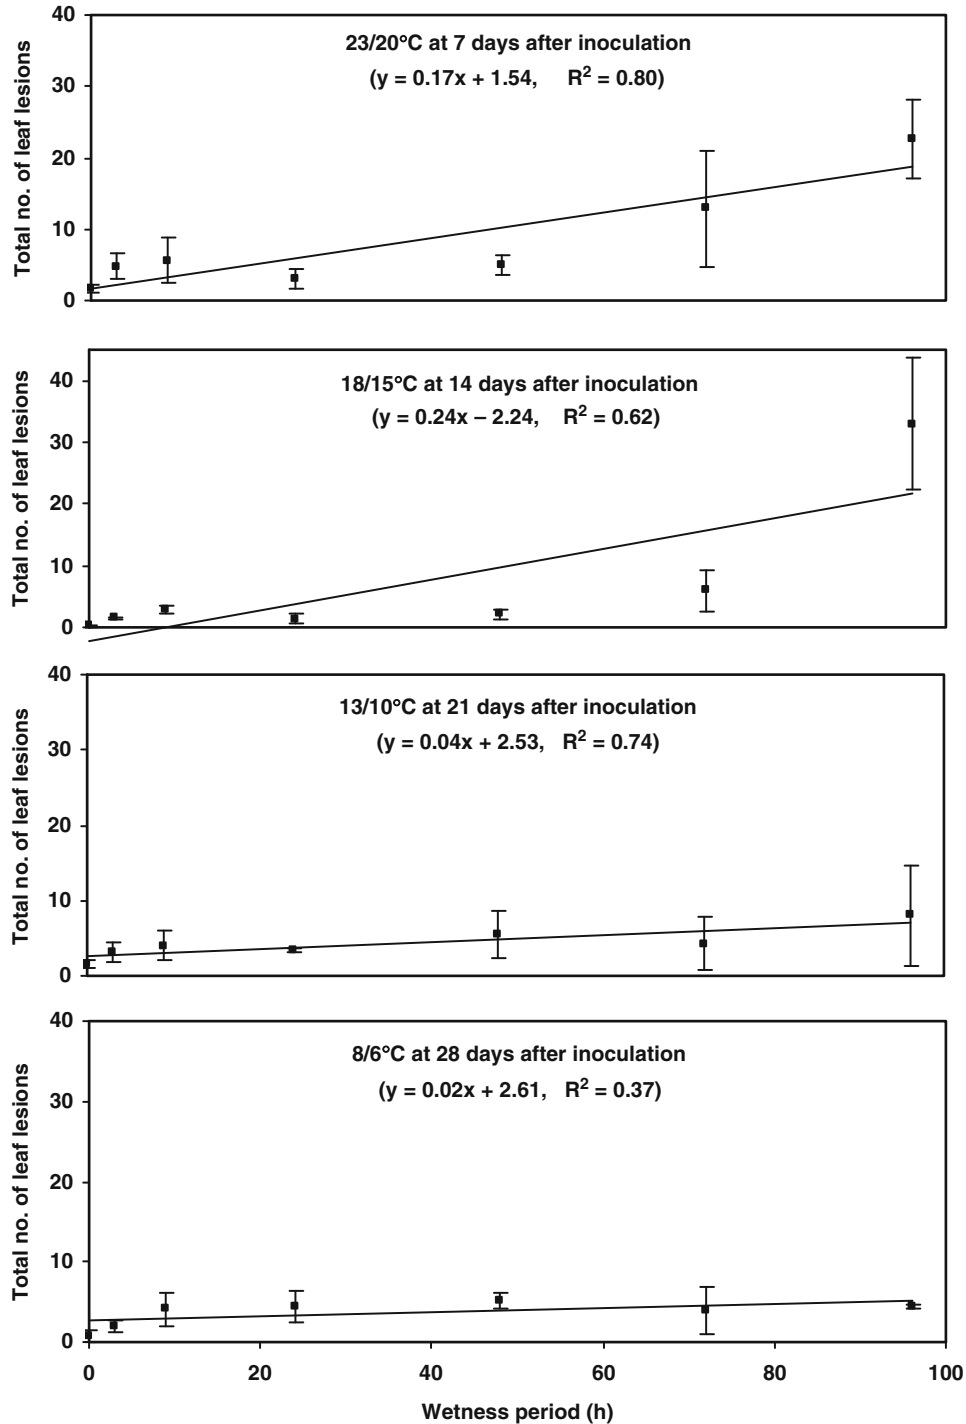 40
30
20
10
0
Total no. of leaf lesions
23/20°C at 7 days after inoculation
(y = 0.17x + 1.54, R² = 0.80)
40
30
20
10
0
Total no. of leaf lesions
18/15°C at 14 days after inoculation
(y = 0.24x – 2.24, R² = 0.62)
40
30
20
10
0
Total no. of leaf lesions
13/10°C at 21 days after inoculation
(y = 0.04x + 2.53, R² = 0.74)
40
30
20
10
0
Total no. of leaf lesions
8/6°C at 28 days after inoculation
(y = 0.02x + 2.61, R² = 0.37)
0 20 40 60 80 100
Wetness period (h)